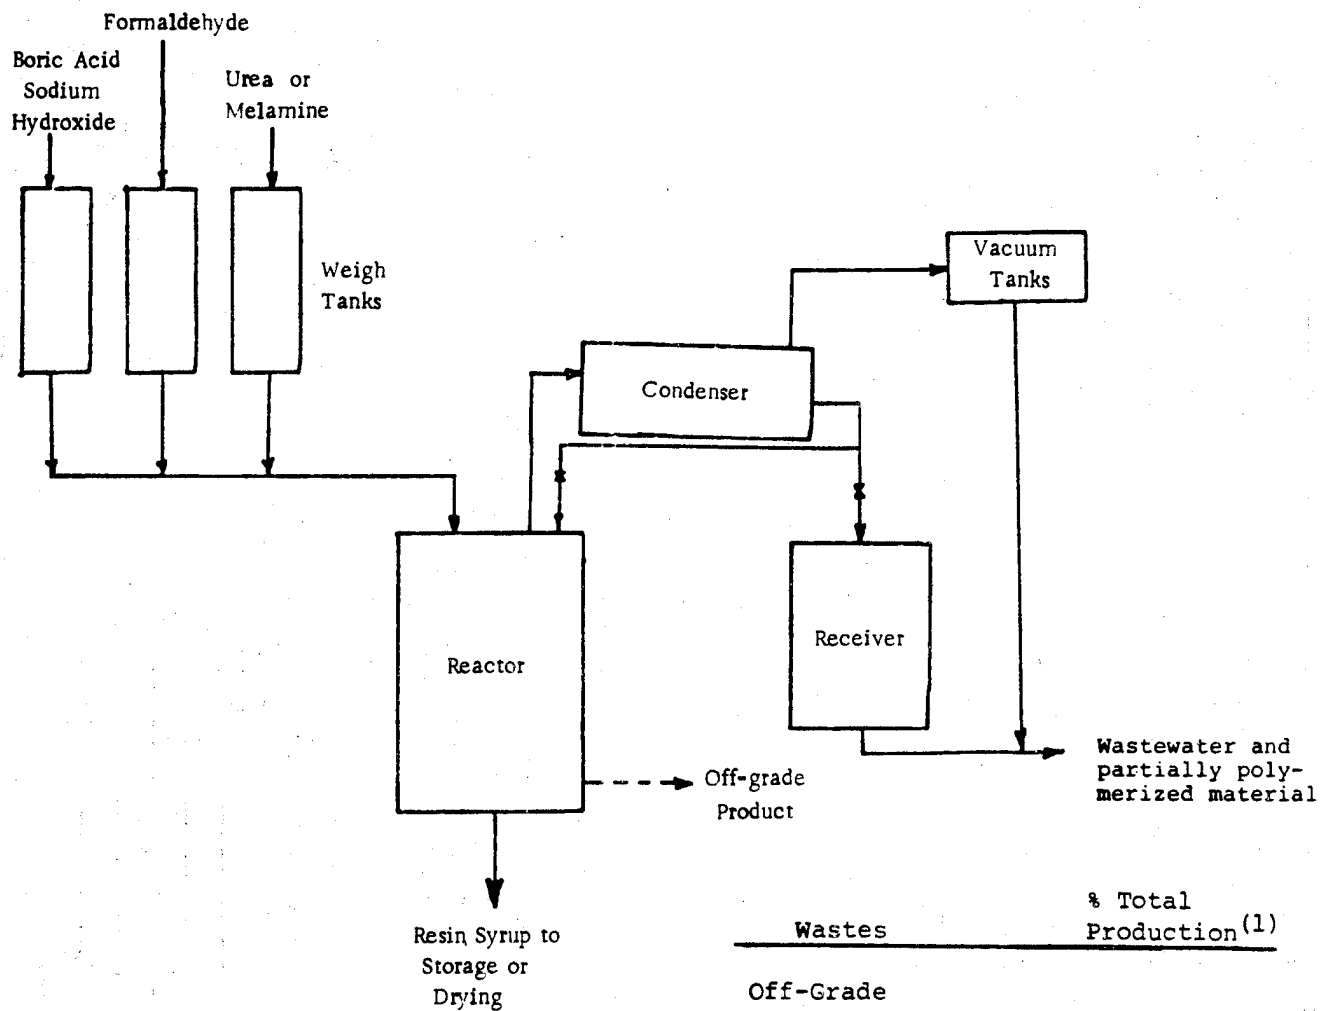 Formaldehyde
Boric Acid
Sodium
Hydroxide
Urea or
Melamine
Weigh
Tanks
Vacuum
Tanks
Condenser
Receiver
Reactor
Wastewater and
partially poly-
merized material
Off-grade
Product
Resin Syrup to
Storage or
Drying
% Total
Wastes Production(1)
Off-Grade